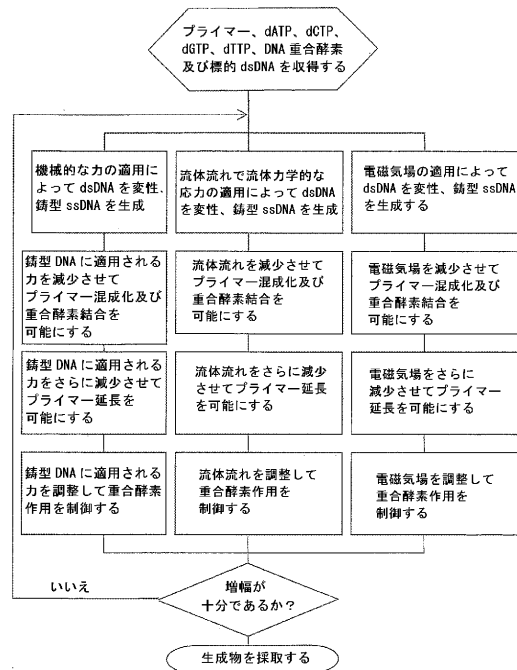 プライマー、dATP、dCTP、
dGTP、dTTP、DNA 重合酵素
及び標的 dsDNA を取得する
機械的な力の適用に
よって dsDNA を変性、
鋳型 ssDNA を生成
流体流れで流体力学的な
応力の適用によって dsDNA
を変性、鋳型 ssDNA を生成
電磁気場の適用によって
dsDNA を変性、鋳型 ssDNA
を生成する
鋳型 DNA に適用される
力を減少させて
プライマー混成化及び
重合酵素結合を
可能にする
流体流れを減少させて
プライマー混成化及び
重合酵素結合を
可能にする
電磁気場を減少させて
プライマー混成化及び
重合酵素結合を
可能にする
鋳型 DNA に適用される
力をさらに減少させて
プライマー延長を
可能にする
流体流れをさらに減少
させてプライマー延長
を可能にする
電磁気場をさらに
減少させてプライマー
延長を可能にする
鋳型 DNA に適用される
力を調整して重合酵素
作用を制御する
流体流れを調整して
重合酵素作用を
制御する
電磁気場を調整して
重合酵素作用を
制御する
いいえ
増幅が
十分であるか？
生成物を採取する